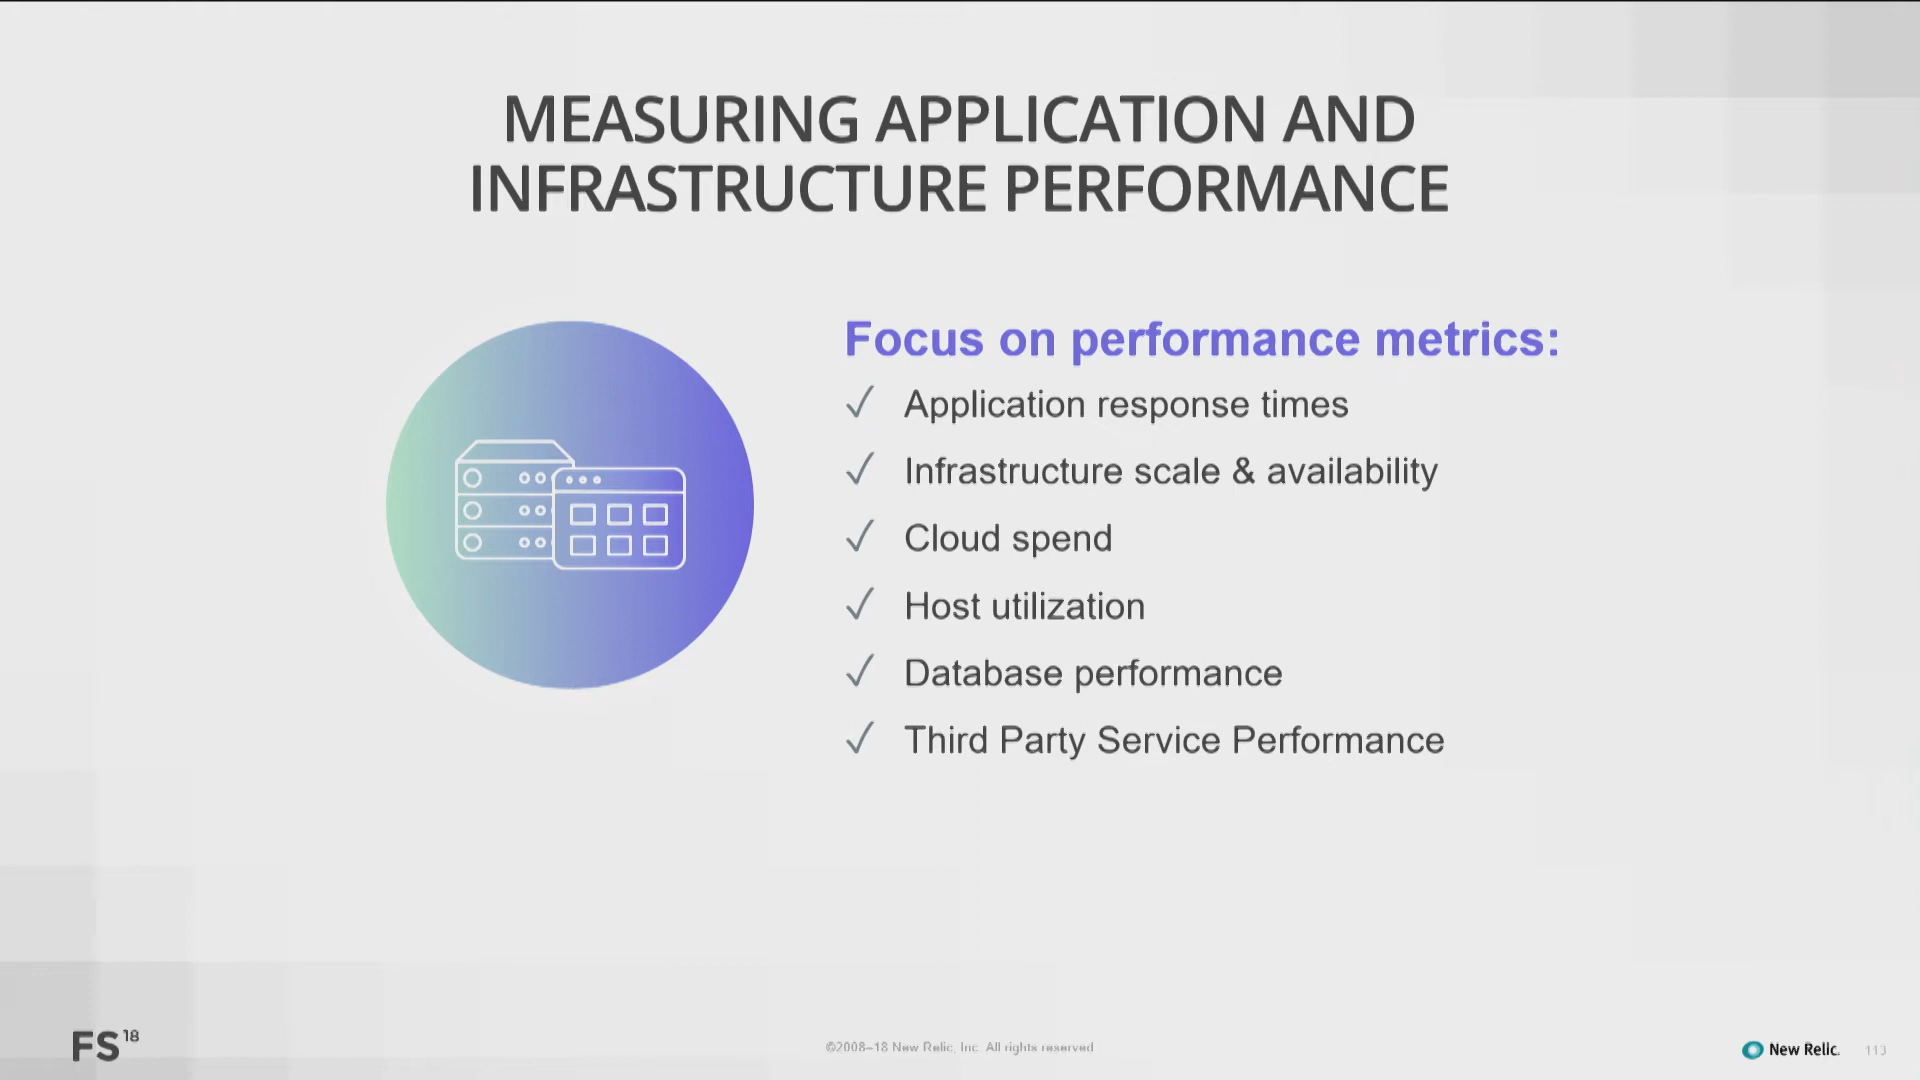 MEASURING APPLICATION AND
INFRASTRUCTURE PERFORMANCE
Focus on performance metrics:
✓ Application response times
✓ Infrastructure scale & availability
✓ Cloud spend
✓ Host utilization
✓ Database performance
✓ Third Party Service Performance
FS18
©2008–18 New Relic, Inc. All rights reserved
New Relic.